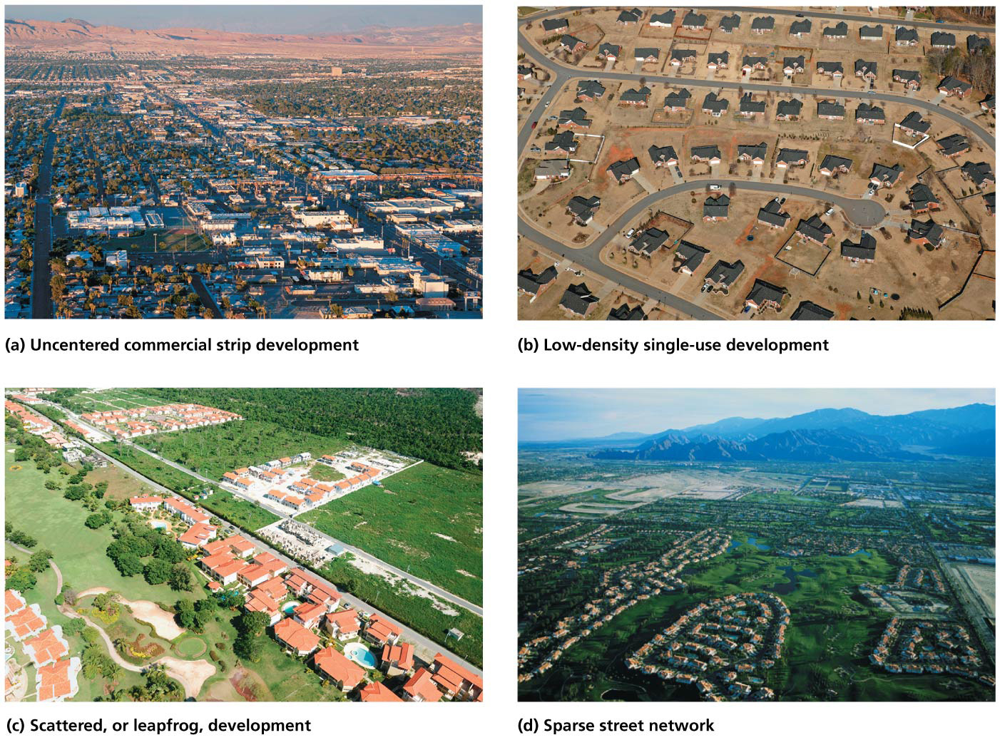 (a) Uncentered commercial strip development
(b) Low-density single-use development
(c) Scattered, or leapfrog, development
(d) Sparse street network